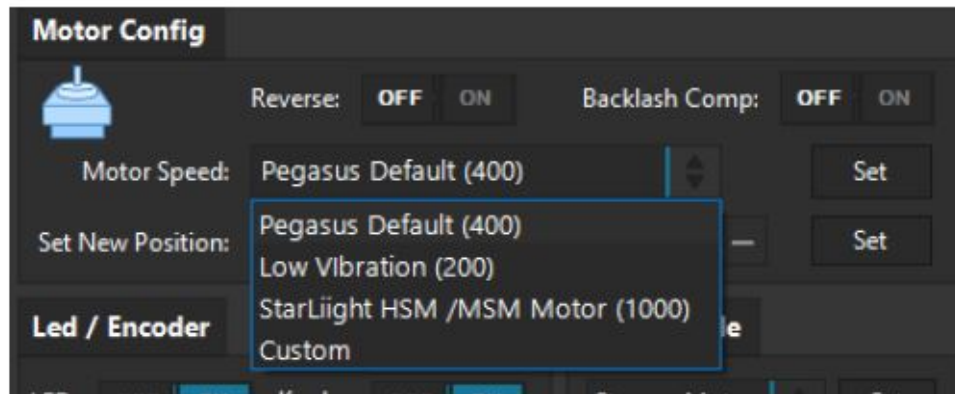 Motor Config
Reverse: OFF ON Backlash Comp: OFF ON
Motor Speed: Pegasus Default (400) Set
Set New Position: Set
Pegasus Default (400)
Low VIbration (200)
StarLiight HSM /MSM Motor (1000)
Custom
Led / Encoder